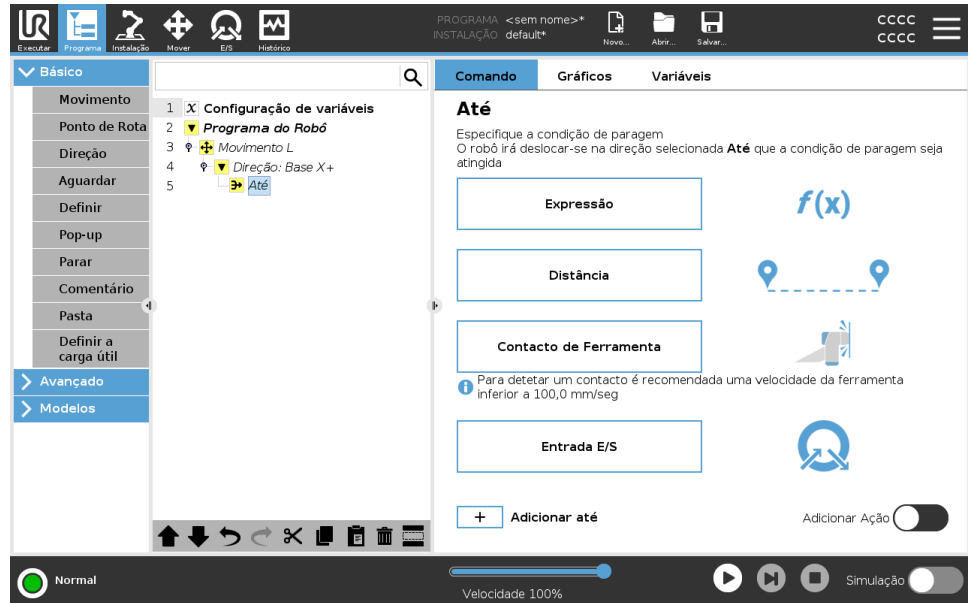 PROGRAMA <sem nome>*
INSTALAÇÃO default*
Executar
Programa
Instalação
Mover
E/S
Histórico
Novo...
Abrir...
Salvar...
CCCC
CCCC
Básico
Movimento
Ponto de Rota
Direção
Aguardar
Definir
Pop-up
Parar
Comentário
Pasta
Definir a
carga útil
Avançado
Modelos
1 X Configuração de variáveis
2 Programa do Robô
3 Movimento L
4 Direção: Base X+
5 Até
Comando Gráficos Variáveis
Até
Especifique a condição de paragem
O robô irá deslocar-se na direção selecionada Até que a condição de paragem seja
atingida
Expressão
f(x)
Distância
Contacto de Ferramenta
Para detetar um contacto é recomendada uma velocidade da ferramenta
inferior a 100,0 mm/seg
Entrada E/S
+ Adicionar até
Adicionar Ação
Normal
Velocidade 100%
Simulação